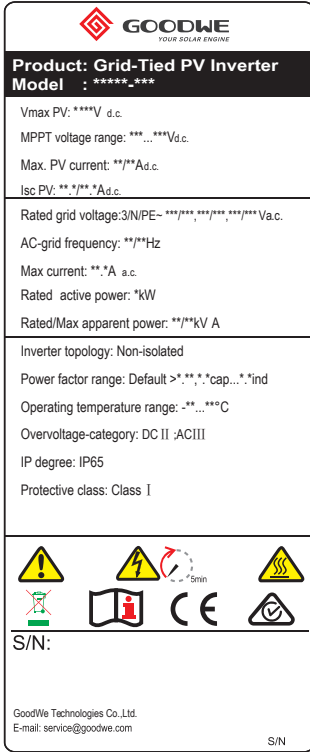 GOODWE
YOUR SOLAR ENGINE
Product: Grid-Tied PV Inverter
Model : *****-***
Vmax PV: ****V d.c.
MPPT voltage range: ***...***Vd.c.
Max. PV current: **/**Ad.c.
Isc PV: **.*/**.*Ad.c.
Rated grid voltage:3/N/PE~ ***/***,***/***,***/*** Va.c.
AC-grid frequency: **/**Hz
Max current: **.*A a.c.
Rated active power: *kW
Rated/Max apparent power: **/**kV A
Inverter topology: Non-isolated
Power factor range: Default >*.**,*.*cap...*.*ind
Operating temperature range: -**...**°C
Overvoltage-category: DC II ;ACIII
IP degree: IP65
Protective class: Class I
5min
CE
S/N:
GoodWe Technologies Co.,Ltd.
E-mail: service@goodwe.com
S/N